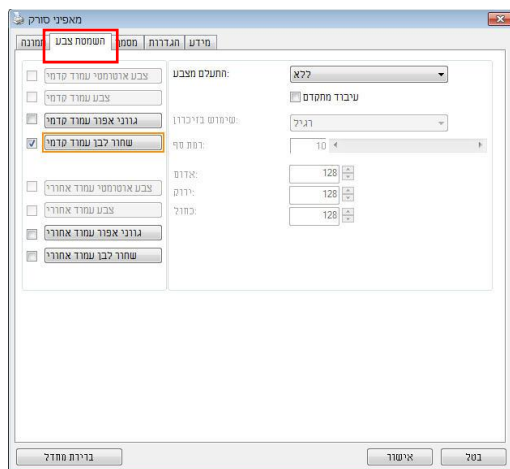 מאפיני סורק
תמונה השמטת צבע מסמך הגדרות מידע
צבע אוטומטי עמוד קדמי
צבע עמוד קדמי
גווני אפור עמוד קדמי
שחור לבן עמוד קדמי
צבע אוטומטי עמוד אחורי
צבע עמוד אחורי
גווני אפור עמוד אחורי
שחור לבן עמוד אחורי
התעלם מצבע: ללא
עיבוד מתקדם
שימוש בזיכרון: רגיל
רמת סף: 10
אדום: 128
ירוק: 128
כחול: 128
ברירת מחדל אישור בטל